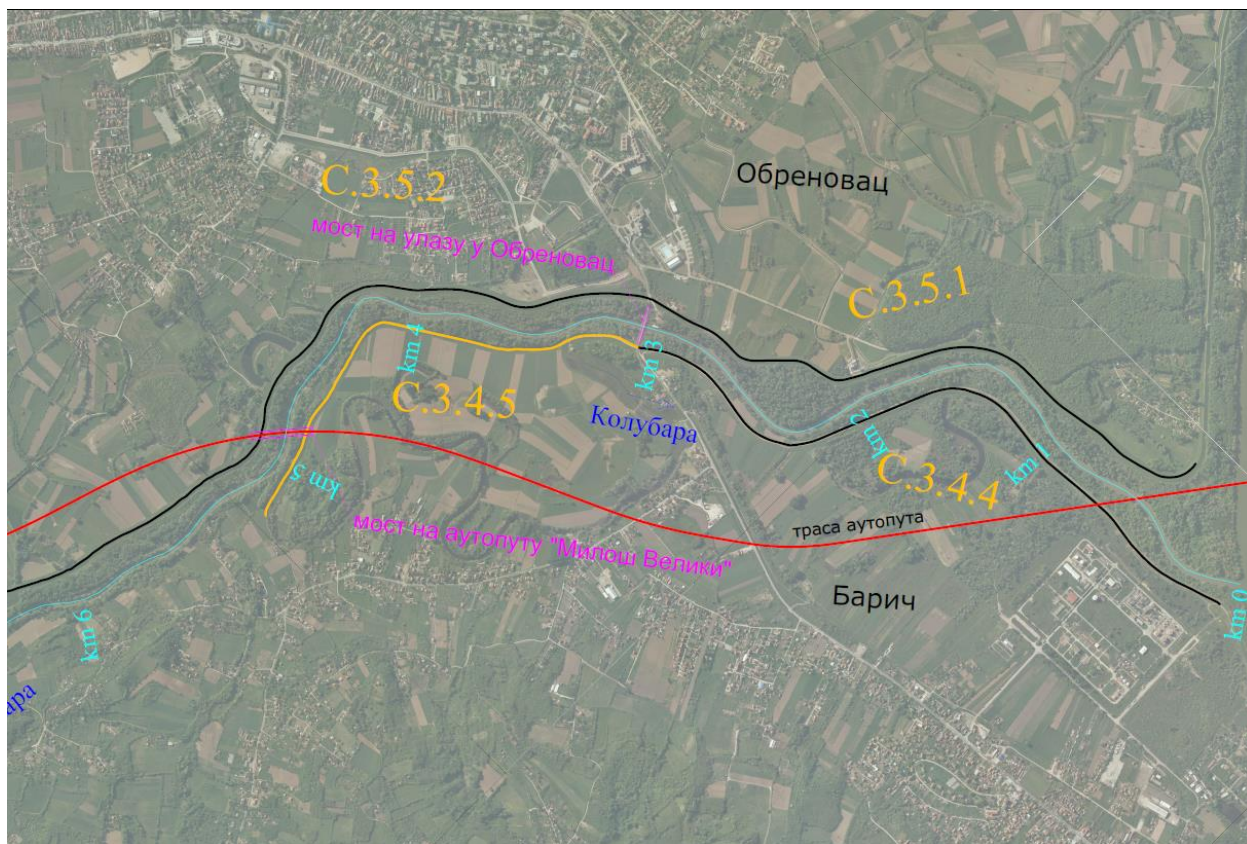 Обреновац
С.3.5.2
мост на улазу у Обреновац
С.3.5.1
km 4
km 3
С.3.4.5
Колубара
km 2
km 1
С.3.4.4
km 5
мост на аутопуту "Милош Велики"
траса аутопута
Барич
km 0
km 6
ара